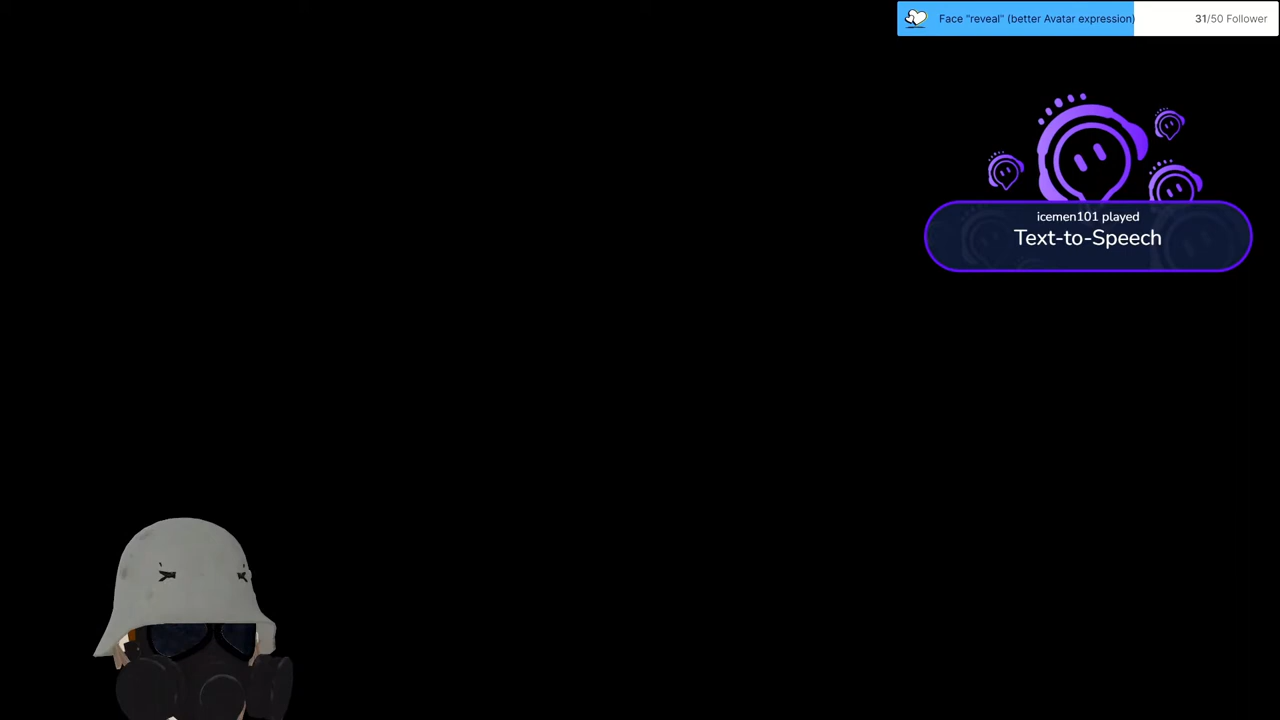 Face "reveal" (better Avatar expression) 31/50 Follower
icemen101 played
Text-to-Speech